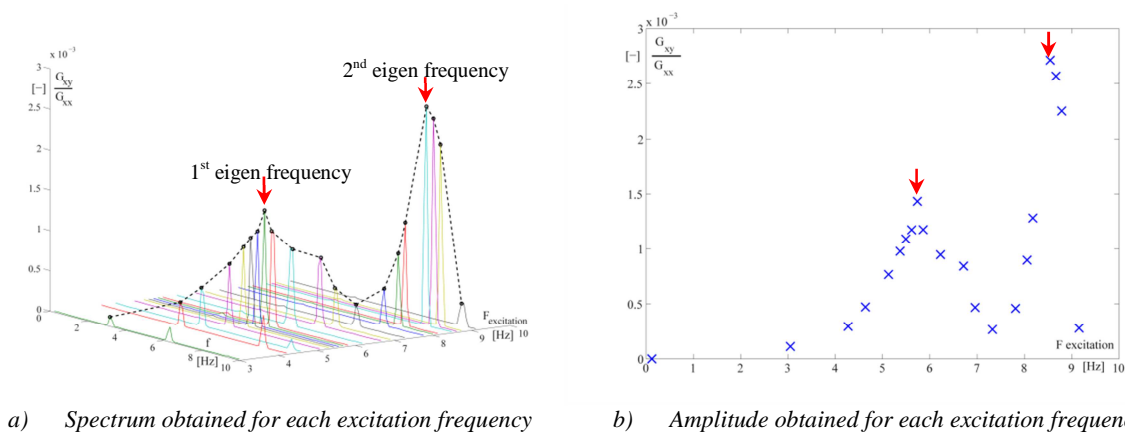 x 10⁻³
3
2.5
2
1.5
1
0.5
0
[−] Gxy
Gxx
2ⁿᵈ eigen frequency
1ˢᵗ eigen frequency
0 2 4 6 8 10
f
[Hz]
3 4 5 6 7 8 9 10
F excitation
[Hz]
x 10⁻³
3
2.5
2
1.5
1
0.5
0
[−] Gxy
Gxx
F excitation
[Hz]
0 1 2 3 4 5 6 7 8 9 10
a) Spectrum obtained for each excitation frequency
b) Amplitude obtained for each excitation frequen